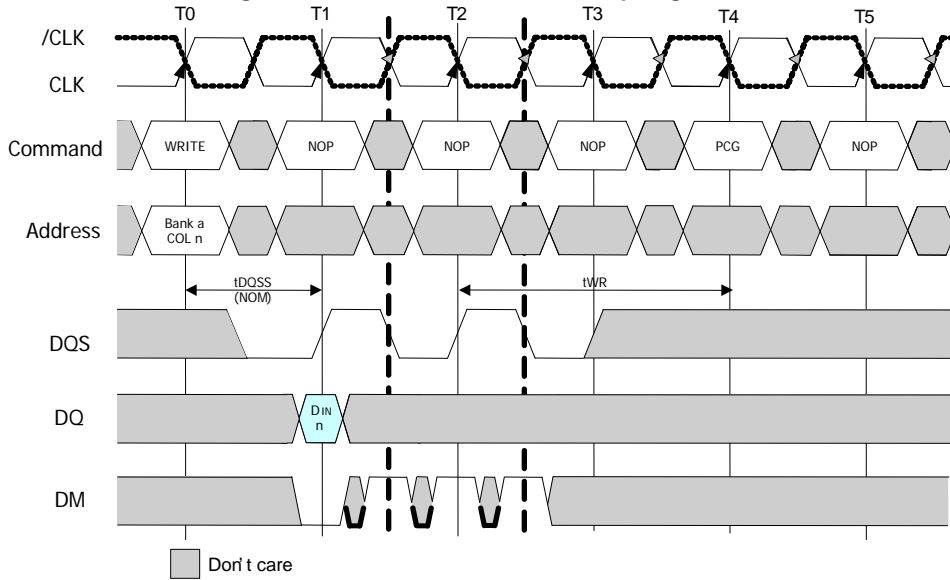 T0 T1 T2 T3 T4 T5
/CLK
CLK
Command WRITE NOP NOP NOP PCG NOP
Address Bank a
COL n
tDQSS
(NOM)
tWR
DQS
DQ DIN
n
DM
Don't care